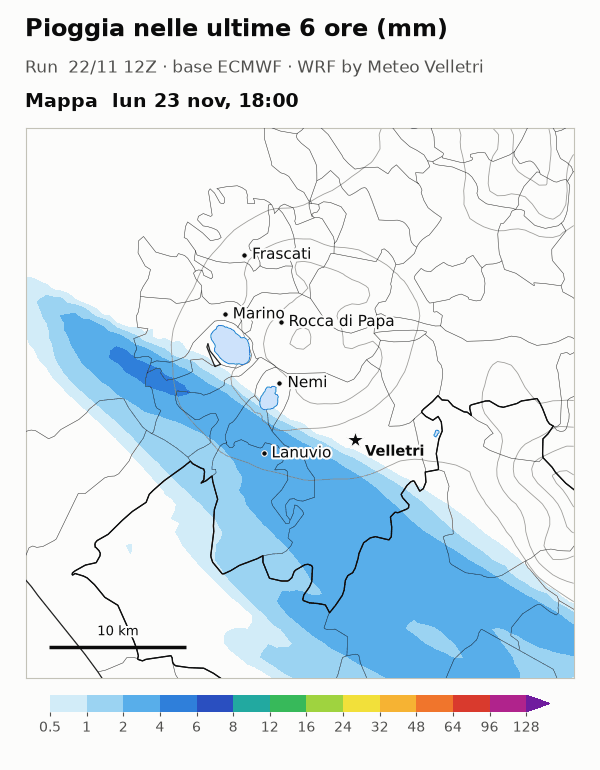 Pioggia nelle ultime 6 ore (mm)
Run  22/11 12Z · base ECMWF · WRF by Meteo Velletri
Mappa  lun 23 nov, 18:00
Frascati
Marino
Rocca di Papa
Nemi
Velletri
Lanuvio
10 km
0.5 1 2 4 6 8 12 16 24 32 48 64 96 128